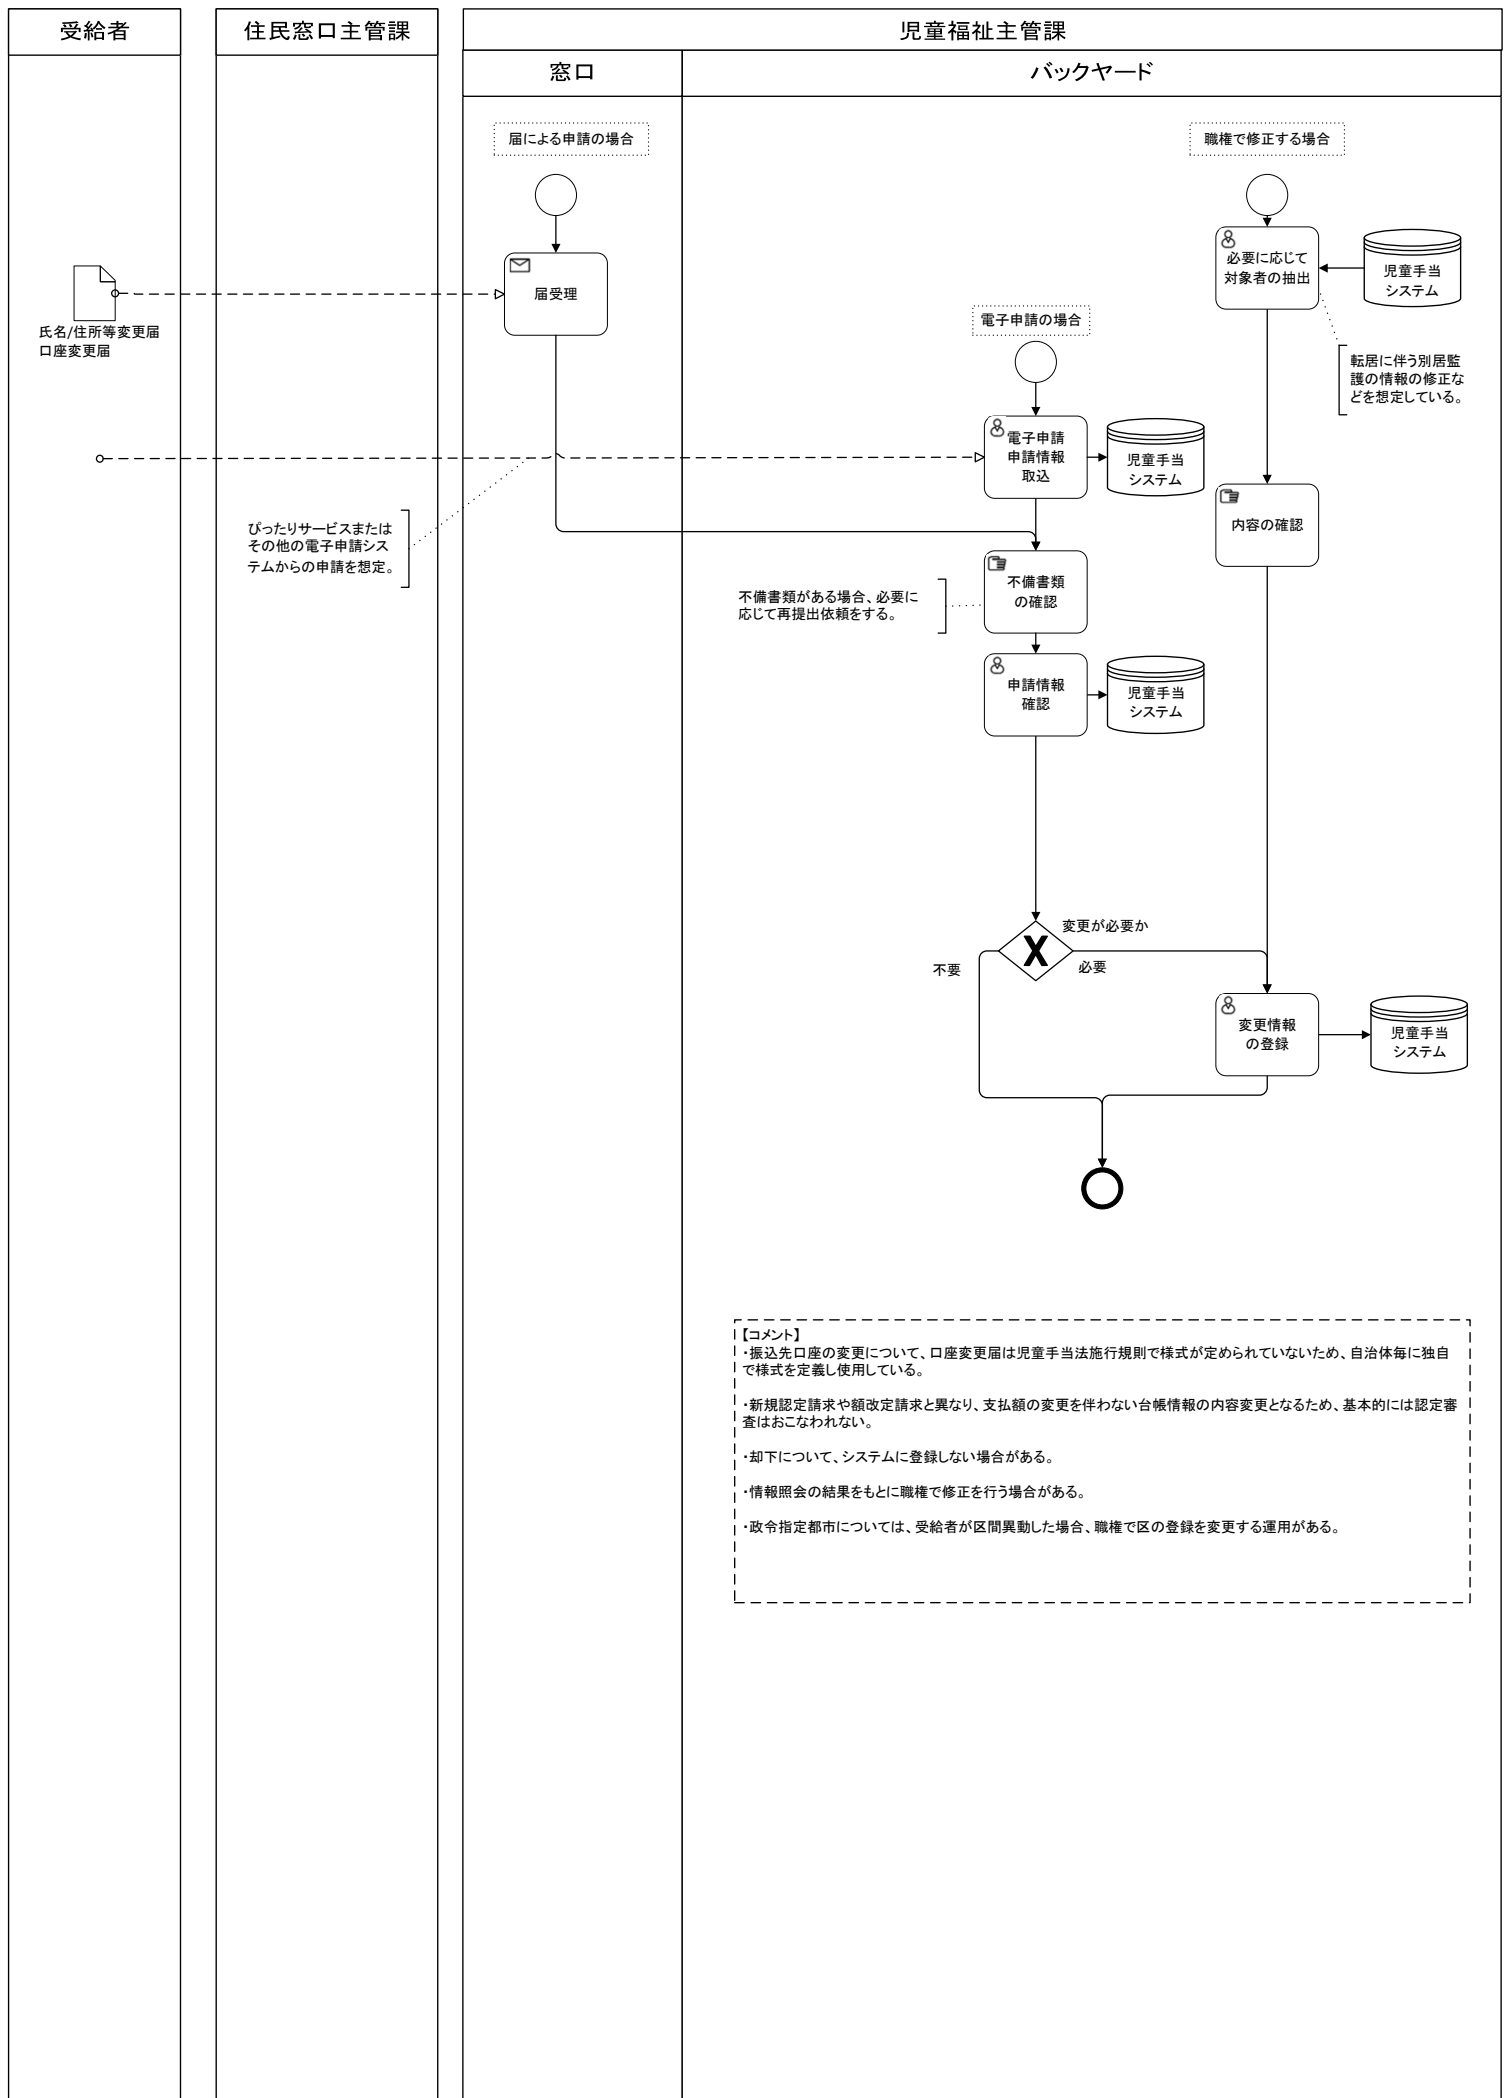 受給者
住民窓口主管課
児童福祉主管課
窓口
バックヤード
届による申請の場合
職権で修正する場合
届受理
必要に応じて
対象者の抽出
児童手当
システム
氏名/住所等変更届
口座変更届
電子申請の場合
転居に伴う別居監
護の情報の修正な
どを想定している。
電子申請
申請情報
取込
児童手当
システム
内容の確認
ぴったりサービスまたは
その他の電子申請シス
テムからの申請を想定。
不備書類
の確認
不備書類がある場合、必要に
応じて再提出依頼をする。
申請情報
確認
児童手当
システム
変更が必要か
X
不要
必要
変更情報
の登録
児童手当
システム
【コメント】
・振込先口座の変更について、口座変更届は児童手当法施行規則で様式が定められていないため、自治体毎に独自
で様式を定義し使用している。
・新規認定請求や額改定請求と異なり、支払額の変更を伴わない台帳情報の内容変更となるため、基本的には認定審
査はおこなわれない。
・却下について、システムに登録しない場合がある。
・情報照会の結果をもとに職権で修正を行う場合がある。
・政令指定都市については、受給者が区間異動した場合、職権で区の登録を変更する運用がある。